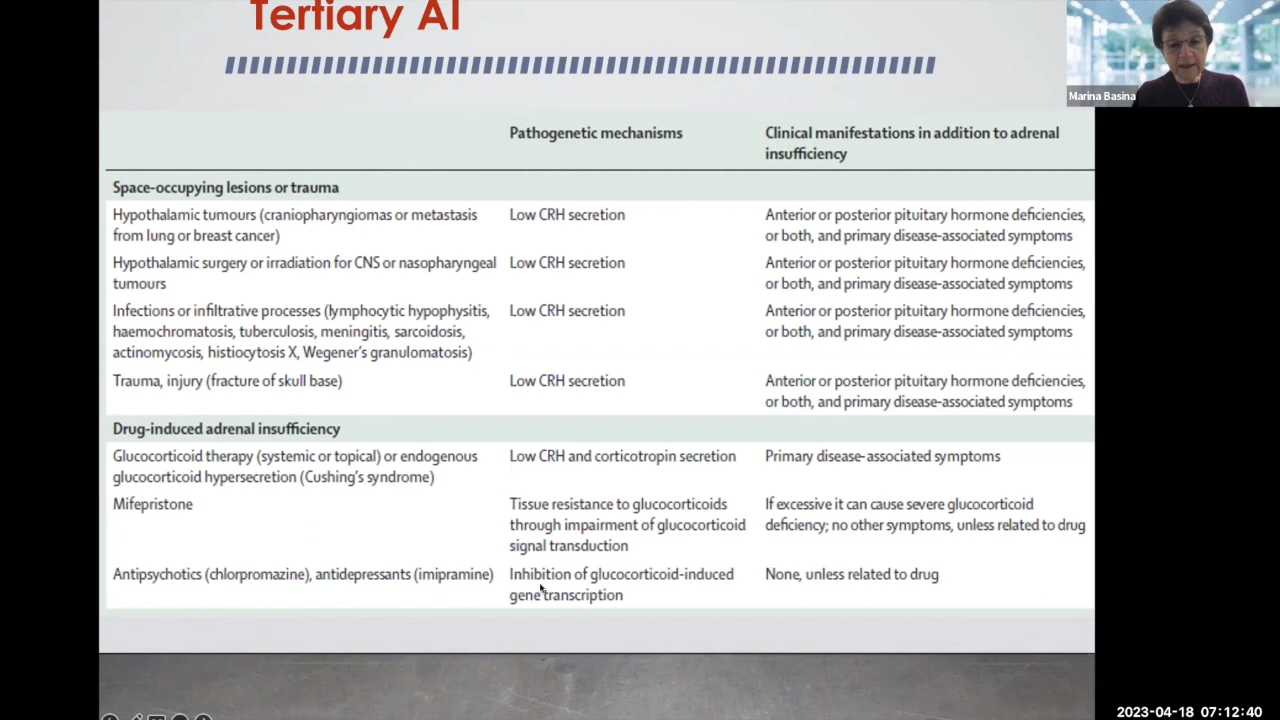 Tertiary AI
Marina Basina
Pathogenetic mechanisms
Clinical manifestations in addition to adrenal
insufficiency
Space-occupying lesions or trauma
Hypothalamic tumours (craniopharyngiomas or metastasis
from lung or breast cancer)
Low CRH secretion
Anterior or posterior pituitary hormone deficiencies,
or both, and primary disease-associated symptoms
Hypothalamic surgery or irradiation for CNS or nasopharyngeal
tumours
Low CRH secretion
Anterior or posterior pituitary hormone deficiencies,
or both, and primary disease-associated symptoms
Infections or infiltrative processes (lymphocytic hypophysitis,
haemochromatosis, tuberculosis, meningitis, sarcoidosis,
actinomycosis, histiocytosis X, Wegener's granulomatosis)
Low CRH secretion
Anterior or posterior pituitary hormone deficiencies,
or both, and primary disease-associated symptoms
Trauma, injury (fracture of skull base)
Low CRH secretion
Anterior or posterior pituitary hormone deficiencies,
or both, and primary disease-associated symptoms
Drug-induced adrenal insufficiency
Glucocorticoid therapy (systemic or topical) or endogenous
glucocorticoid hypersecretion (Cushing's syndrome)
Low CRH and corticotropin secretion
Primary disease-associated symptoms
Mifepristone
Tissue resistance to glucocorticoids
through impairment of glucocorticoid
signal transduction
If excessive it can cause severe glucocorticoid
deficiency; no other symptoms, unless related to drug
Antipsychotics (chlorpromazine), antidepressants (imipramine)
Inhibition of glucocorticoid-induced
gene transcription
None, unless related to drug
2023-04-18 07:12:40